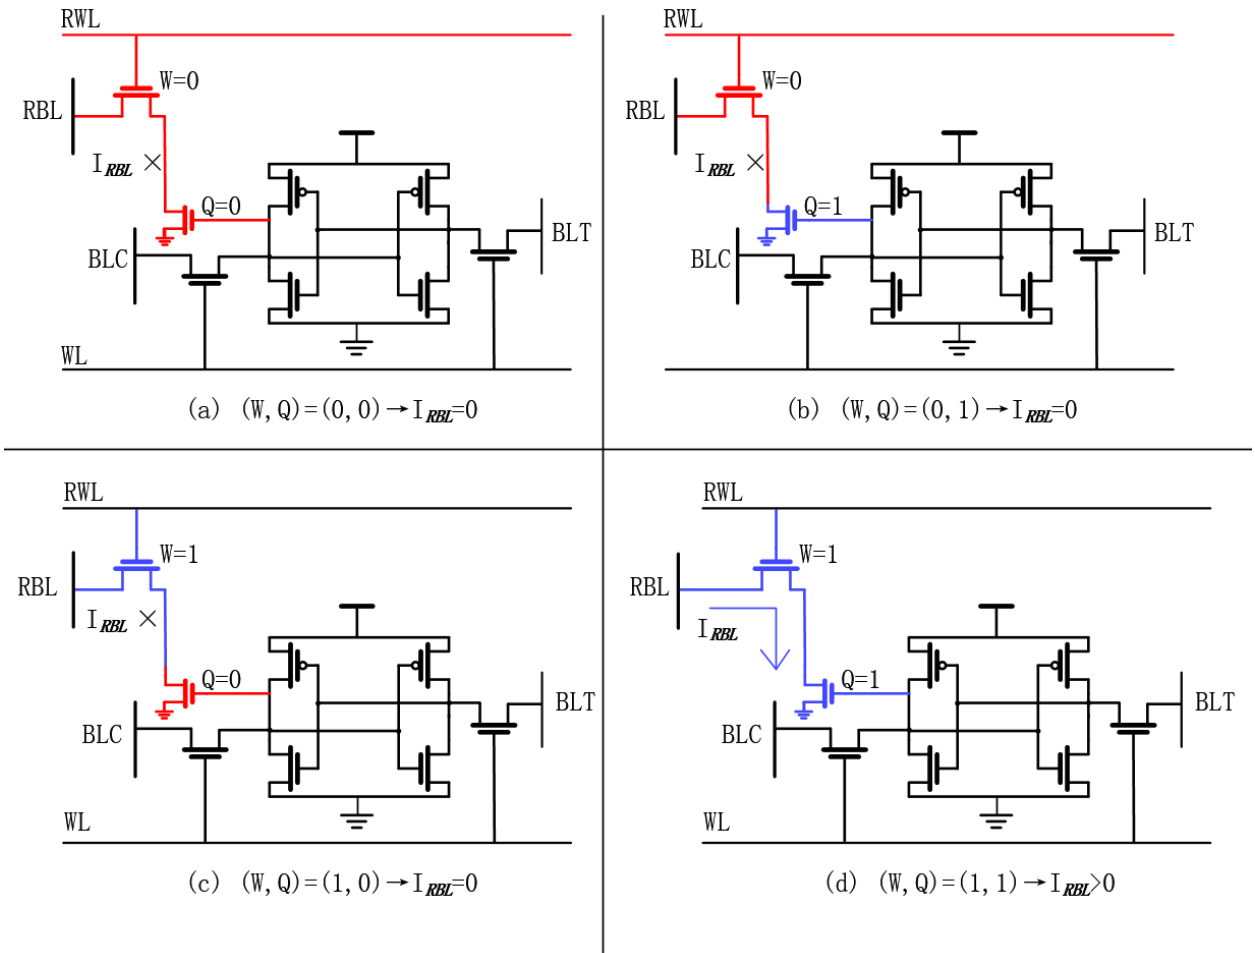 RWL
W=0
RBL
I_RBL ×
Q=0
BLC
BLT
WL
(a) (W,Q)=(0,0)→I_RBL=0
RWL
W=0
RBL
I_RBL ×
Q=1
BLC
BLT
(b) (W,Q)=(0,1)→I_RBL=0
RWL
W=1
RBL
I_RBL ×
Q=0
BLC
BLT
WL
(c) (W,Q)=(1,0)→I_RBL=0
RWL
W=1
RBL
I_RBL
Q=1
BLC
BLT
WL
(d) (W,Q)=(1,1)→I_RBL>0